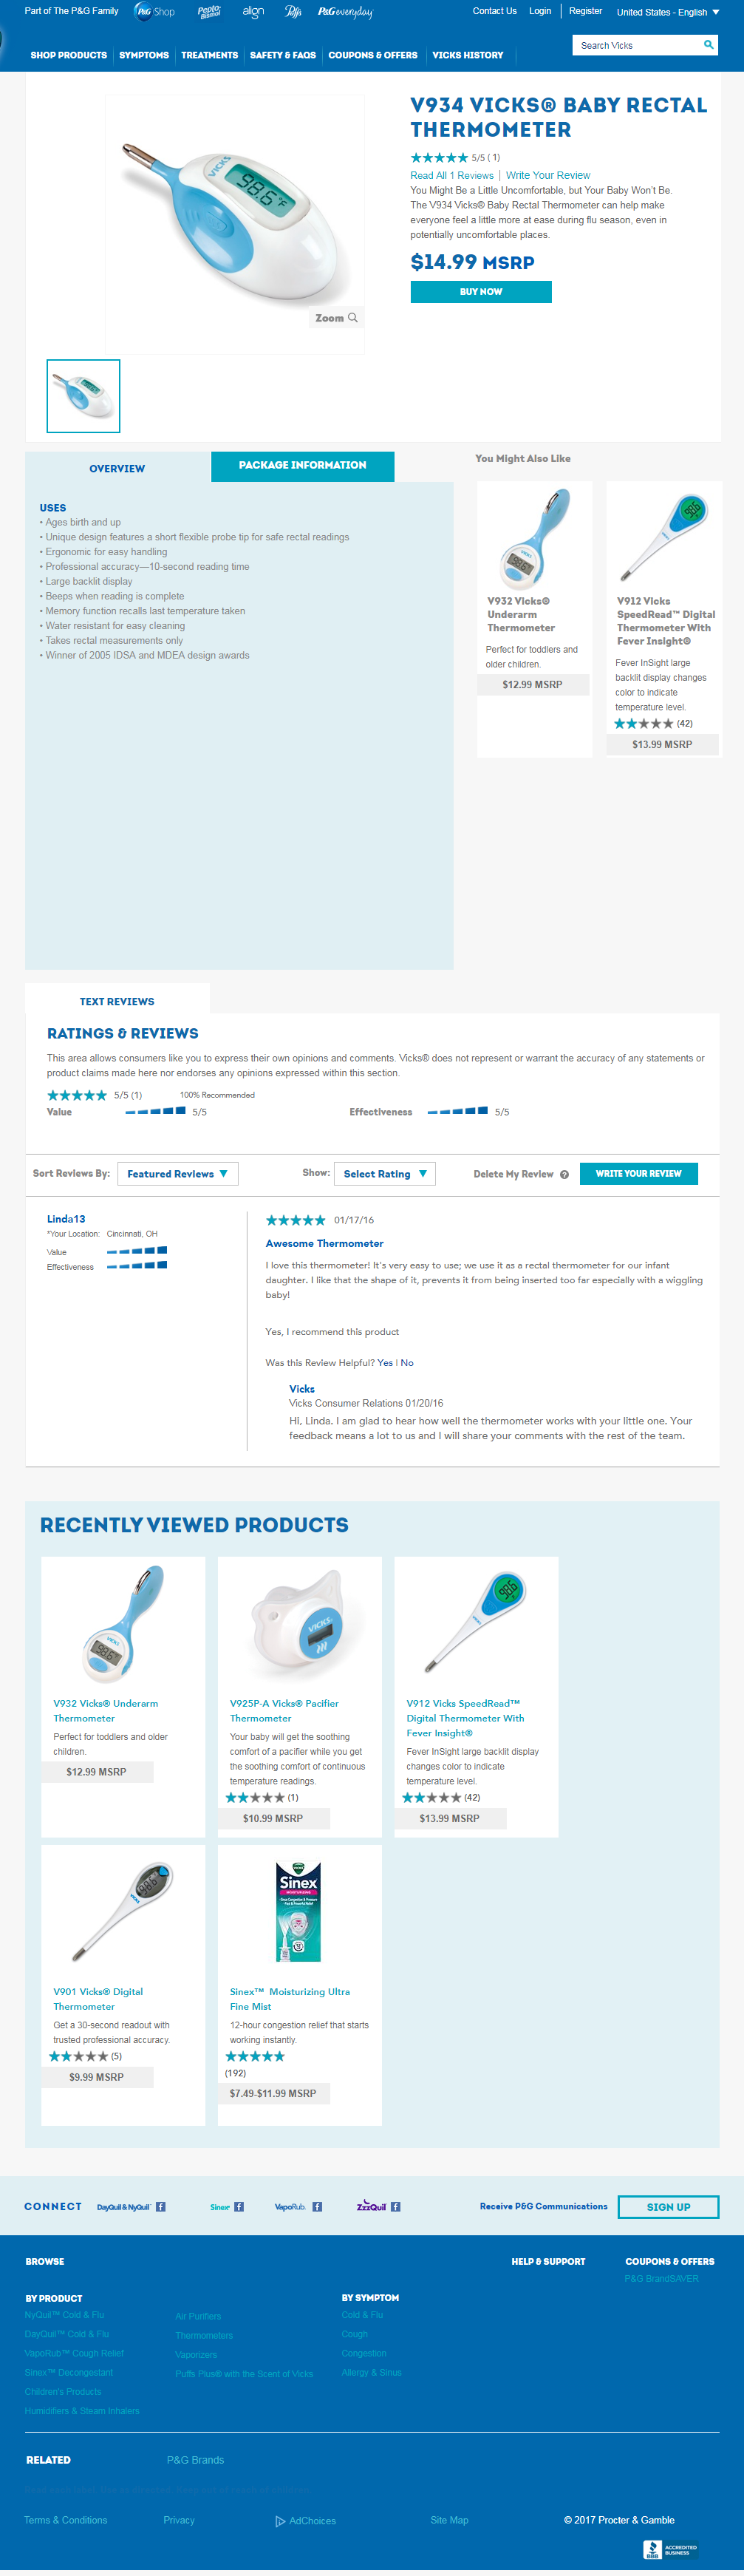 Part of The P&G Family
P&G Shop
Pepto Bismol
align
Puffs
P&G everyday
Contact Us
Login
Register
United States - English
SHOP PRODUCTS
SYMPTOMS
TREATMENTS
SAFETY & FAQS
COUPONS & OFFERS
VICKS HISTORY
Search Vicks
VICKS
98.6°F
Zoom
V934 VICKS® BABY RECTAL
THERMOMETER
5/5 ( 1)
Read All 1 Reviews | Write Your Review
You Might Be a Little Uncomfortable, but Your Baby Won't Be.
The V934 Vicks® Baby Rectal Thermometer can help make
everyone feel a little more at ease during flu season, even in
potentially uncomfortable places.
$14.99 MSRP
BUY NOW
OVERVIEW
PACKAGE INFORMATION
USES
• Ages birth and up
• Unique design features a short flexible probe tip for safe rectal readings
• Ergonomic for easy handling
• Professional accuracy—10-second reading time
• Large backlit display
• Beeps when reading is complete
• Memory function recalls last temperature taken
• Water resistant for easy cleaning
• Takes rectal measurements only
• Winner of 2005 IDSA and MDEA design awards
You Might Also Like
V932 Vicks®
Underarm
Thermometer
Perfect for toddlers and
older children.
$12.99 MSRP
V912 Vicks
SpeedRead™ Digital
Thermometer With
Fever Insight®
Fever InSight large
backlit display changes
color to indicate
temperature level.
(42)
$13.99 MSRP
TEXT REVIEWS
RATINGS & REVIEWS
This area allows consumers like you to express their own opinions and comments. Vicks® does not represent or warrant the accuracy of any statements or
product claims made here nor endorses any opinions expressed within this section.
5/5 (1)
100% Recommended
Value
5/5
Effectiveness
5/5
Sort Reviews By:
Featured Reviews
Show:
Select Rating
Delete My Review
?
WRITE YOUR REVIEW
Linda13
*Your Location: Cincinnati, OH
Value
Effectiveness
01/17/16
Awesome Thermometer
I love this thermometer! It's very easy to use; we use it as a rectal thermometer for our infant
daughter. I like that the shape of it, prevents it from being inserted too far especially with a wiggling
baby!
Yes, I recommend this product
Was this Review Helpful? Yes | No
Vicks
Vicks Consumer Relations 01/20/16
Hi, Linda. I am glad to hear how well the thermometer works with your little one. Your
feedback means a lot to us and I will share your comments with the rest of the team.
RECENTLY VIEWED PRODUCTS
V932 Vicks® Underarm
Thermometer
Perfect for toddlers and older
children.
$12.99 MSRP
VICKS
V925P-A Vicks® Pacifier
Thermometer
Your baby will get the soothing
comfort of a pacifier while you get
the soothing comfort of continuous
temperature readings.
(1)
$10.99 MSRP
V912 Vicks SpeedRead™
Digital Thermometer With
Fever Insight®
Fever InSight large backlit display
changes color to indicate
temperature level.
(42)
$13.99 MSRP
V901 Vicks® Digital
Thermometer
Get a 30-second readout with
trusted professional accuracy.
(5)
$9.99 MSRP
Sinex
Sinex™ Moisturizing Ultra
Fine Mist
12-hour congestion relief that starts
working instantly.
(192)
$7.49-$11.99 MSRP
CONNECT
DayQuil & NyQuil
Sinex
VapoRub
ZzzQuil
Receive P&G Communications
SIGN UP
BROWSE
HELP & SUPPORT
COUPONS & OFFERS
P&G BrandSAVER
BY PRODUCT
NyQuil™ Cold & Flu
DayQuil™ Cold & Flu
VapoRub™ Cough Relief
Sinex™ Decongestant
Children's Products
Humidifiers & Steam Inhalers
Air Purifiers
Thermometers
Vaporizers
Puffs Plus® with the Scent of Vicks
BY SYMPTOM
Cold & Flu
Cough
Congestion
Allergy & Sinus
RELATED
P&G Brands
Terms & Conditions
Privacy
AdChoices
Site Map
© 2017 Procter & Gamble
BBB
ACCREDITED
BUSINESS